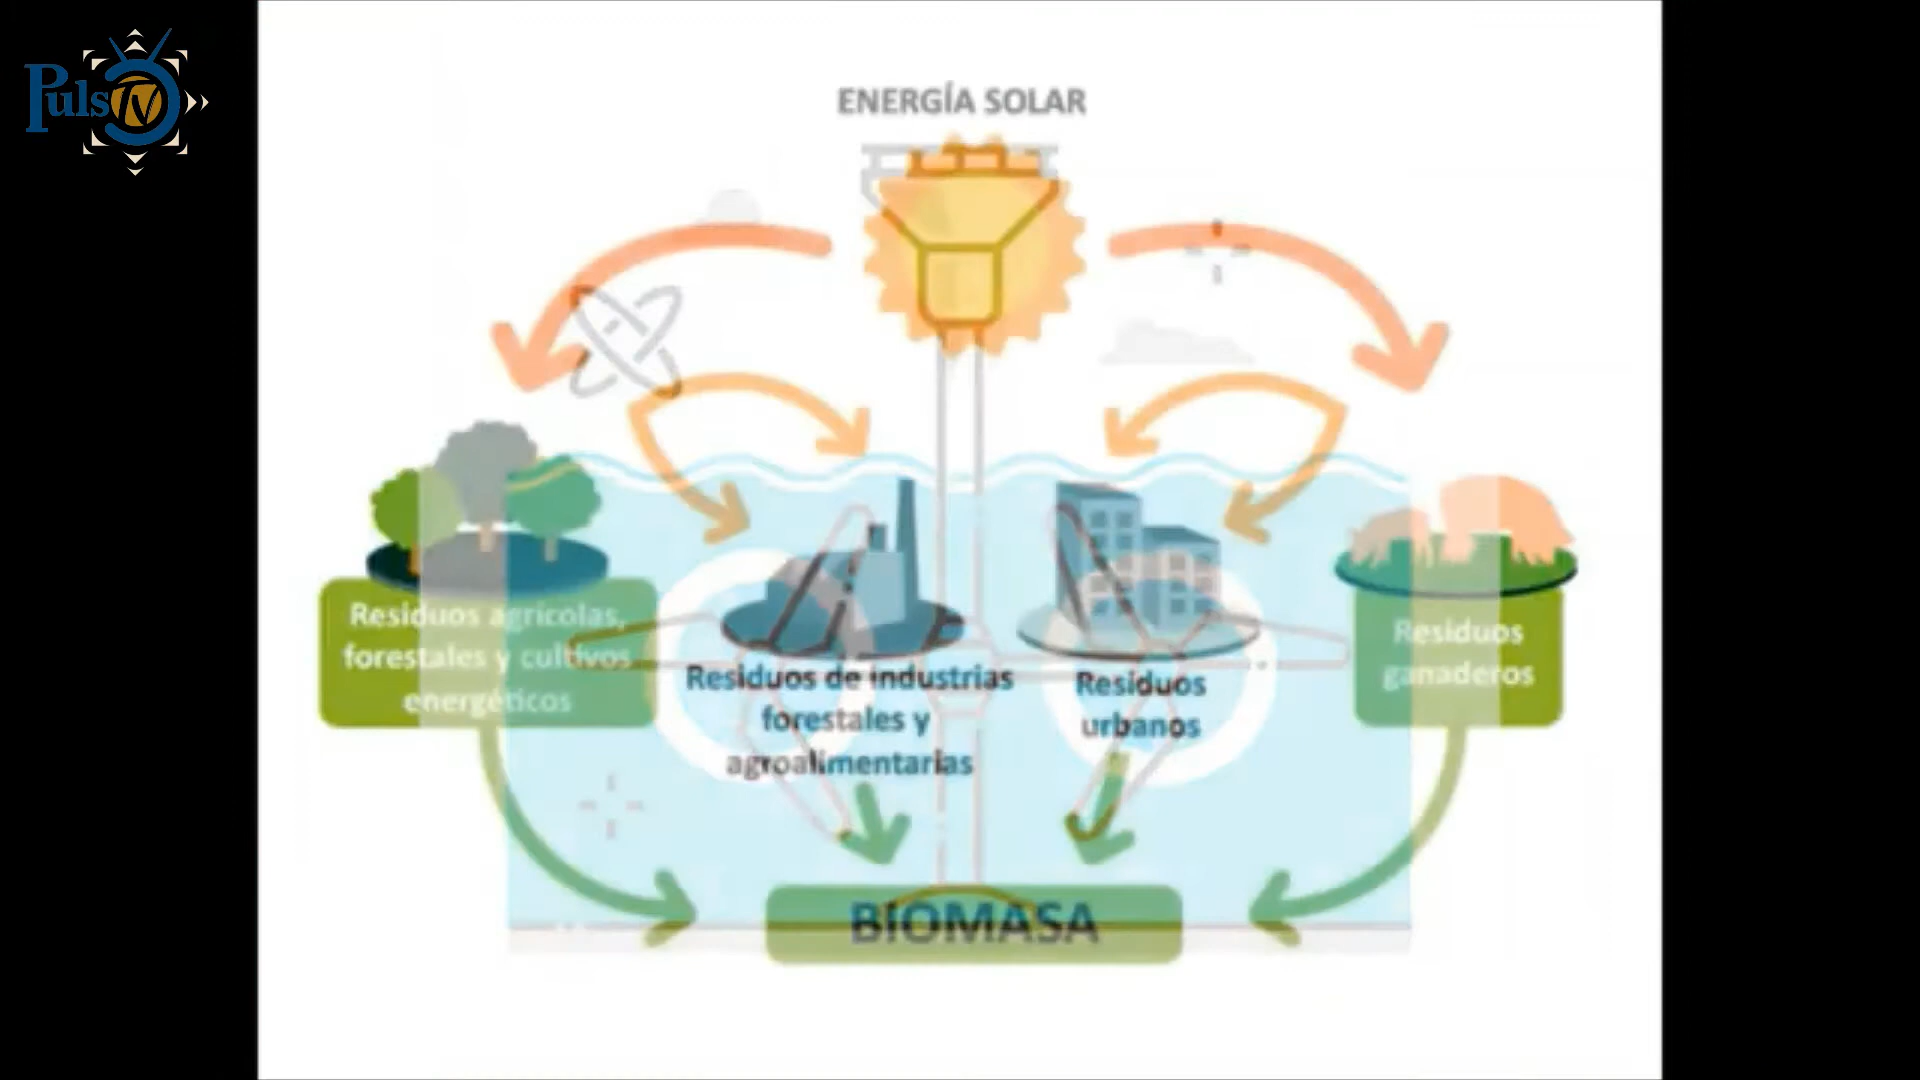 PulsTV
ENERGÍA SOLAR
Residuos agrícolas,
forestales y cultivos
energéticos
Residuos de industrias
forestales y
agroalimentarias
Residuos
urbanos
Residuos
ganaderos
BIOMASA